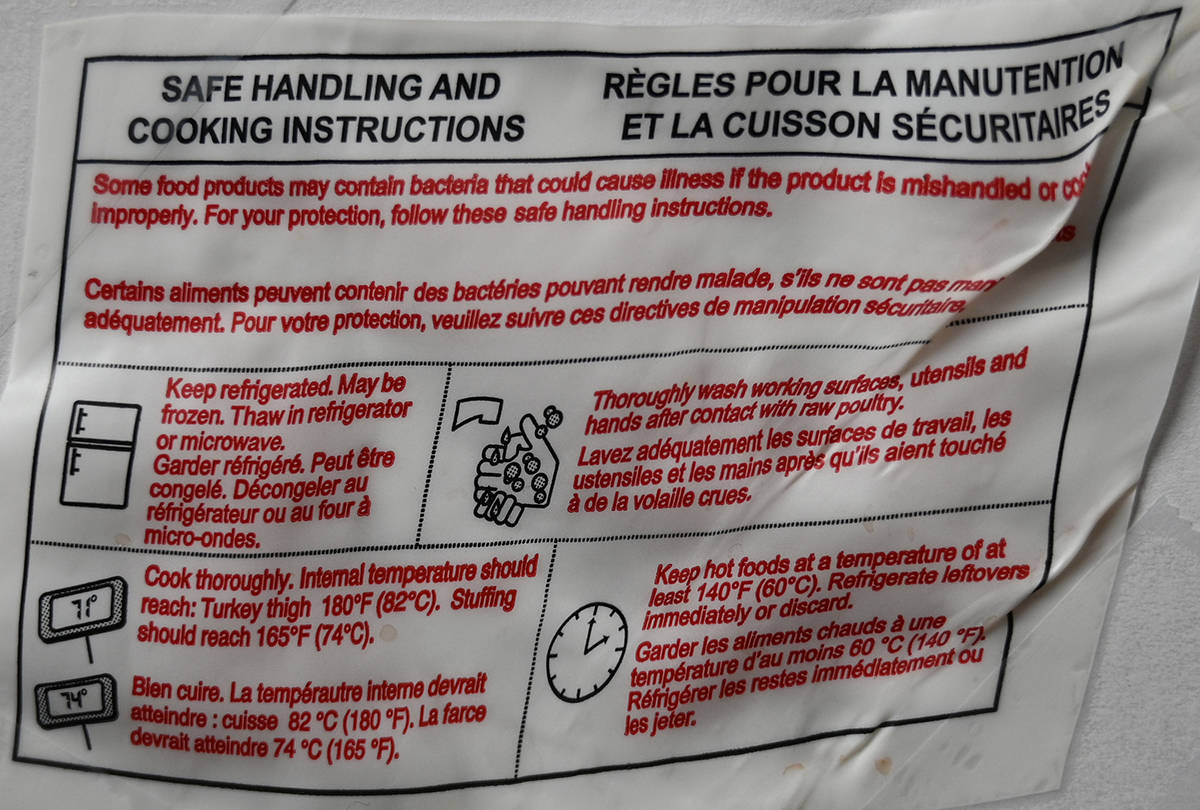 SAFE HANDLING AND
COOKING INSTRUCTIONS
RÈGLES POUR LA MANUTENTION
ET LA CUISSON SÉCURITAIRES
Some food products may contain bacteria that could cause illness if the product is mishandled or
improperly. For your protection, follow these safe handling instructions.
Certains aliments peuvent contenir des bactéries pouvant rendre malade, s'ils ne sont pas
adéquatement. Pour votre protection, veuillez suivre ces directives de manipulation sécuritaire.
Keep refrigerated. May be
frozen. Thaw in refrigerator
or microwave.
Garder réfrigéré. Peut être
congelé. Décongeler au
réfrigérateur ou au four à
micro-ondes.
Thoroughly wash working surfaces, utensils and
hands after contact with raw poultry.
Lavez adéquatement les surfaces de travail, les
ustensiles et les mains après qu'ils aient touché
à de la volaille crues.
71°
Cook thoroughly. Internal temperature should
reach: Turkey thigh 180°F (82°C). Stuffing
should reach 165°F (74°C).
74°
Bien cuire. La tempérautre interne devrait
atteindre : cuisse 82 °C (180 °F). La farce
devrait atteindre 74 °C (165 °F).
Keep hot foods at a temperature of at
least 140°F (60°C). Refrigerate leftovers
immediately or discard.
Garder les aliments chauds à une
température d'au moins 60 °C (140 °F).
Réfrigérer les restes immédiatement ou
les jeter.